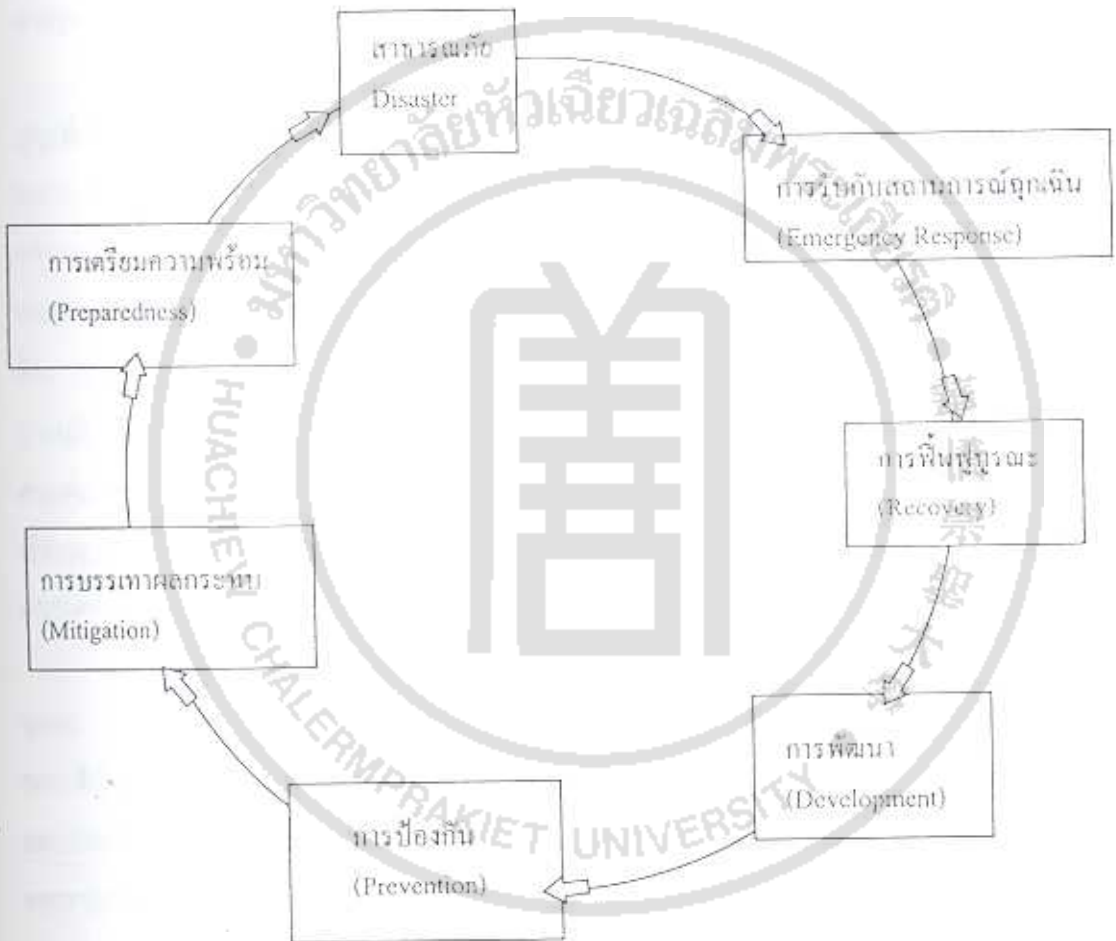 สาธารณภัย
Disaster
การรับกับสถานการณ์ฉุกเฉิน
(Emergency Response)
การฟื้นฟูบูรณะ
(Recovery)
การพัฒนา
(Development)
การป้องกัน
(Prevention)
การบรรเทาผลกระทบ
(Mitigation)
การเตรียมความพร้อม
(Preparedness)
มหาวิทยาลัยหัวเฉียวเฉลิมพระเกียรติ
HUACHIEW CHALERMPRAKIET UNIVERSITY